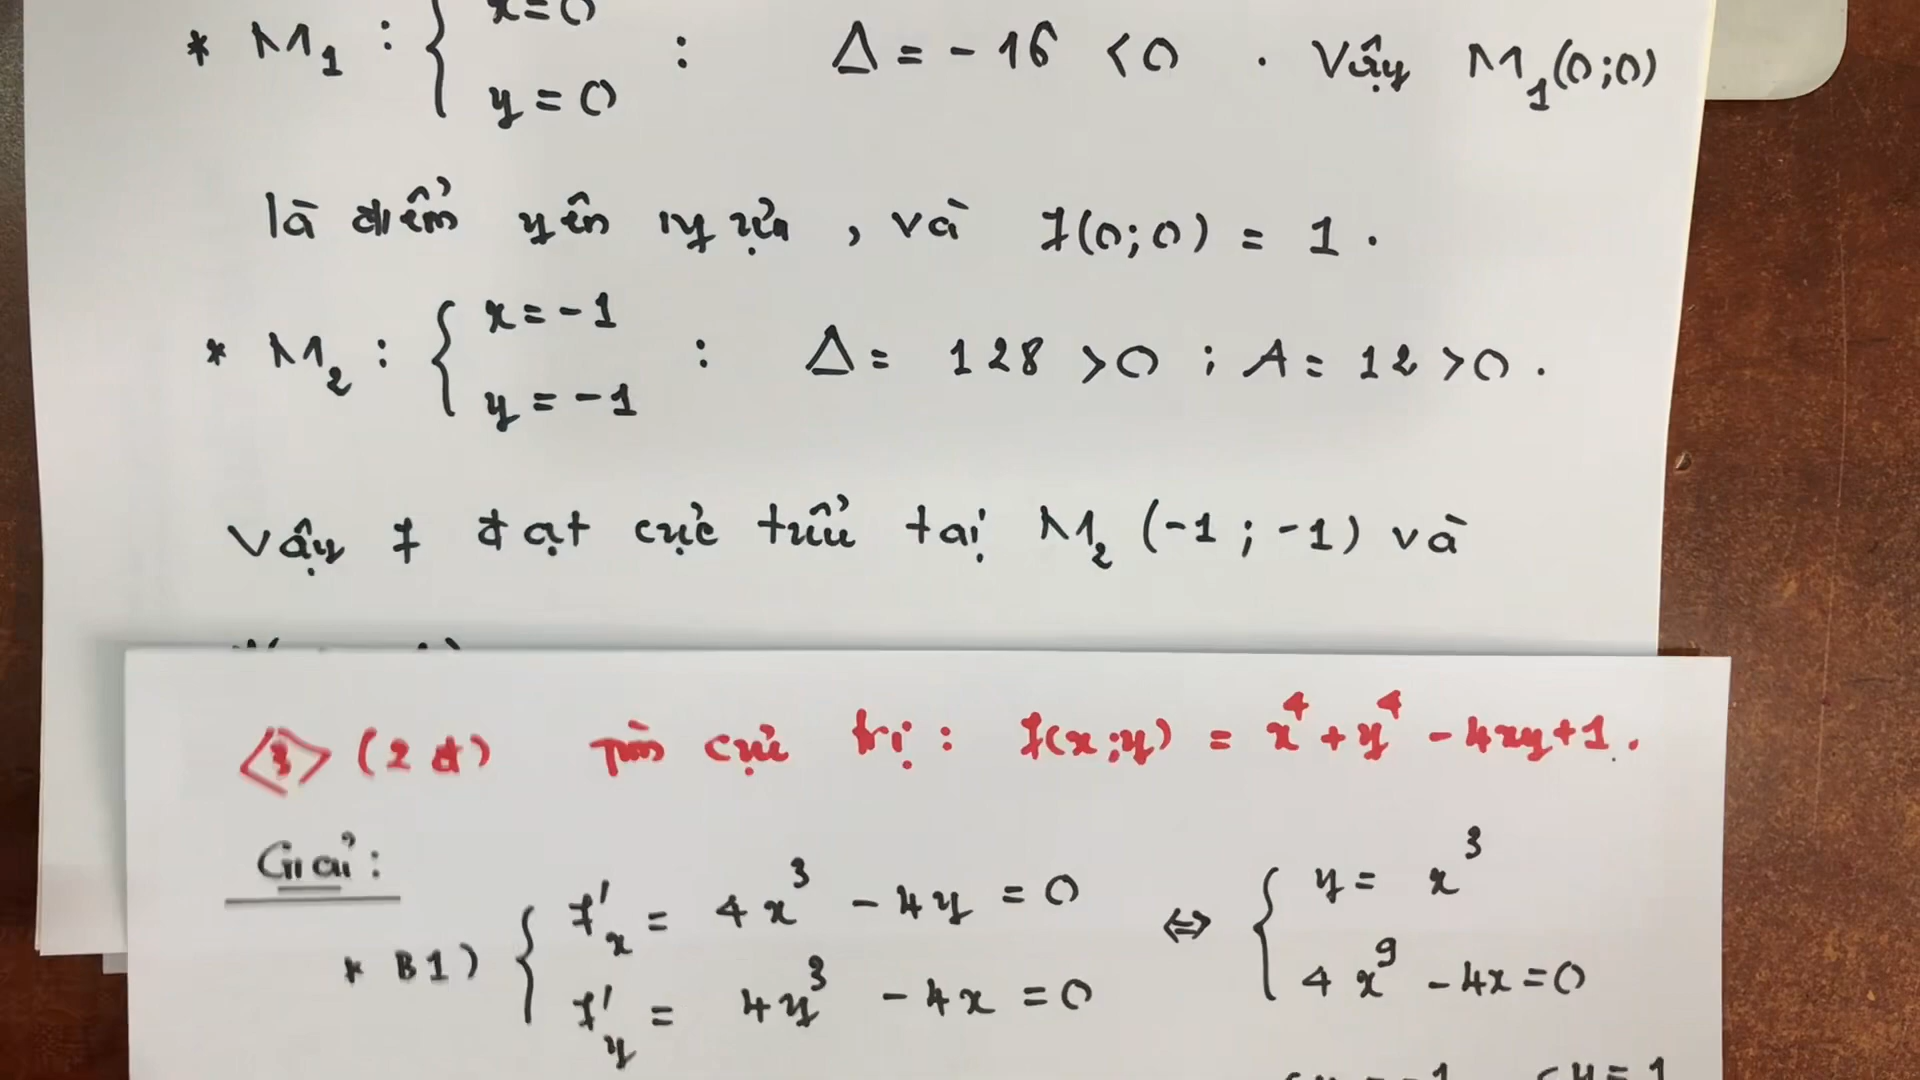 * M₁ : { x=0
y=0 : Δ = -16 < 0 . Vậy M₁(0;0)
là điểm yên ngựa , và f(0;0) = 1 .
* M₂ : { x=-1
y=-1 : Δ = 128 >0 ; A = 12 >0 .
Vậy f đạt cực tiểu tại M₂ (-1 ; -1) và
<3> (2đ) Tìm cực trị : f(x;y) = x⁴ + y⁴ - 4xy + 1 .
Giải :
* B1) { f'ₓ = 4x³ - 4y = 0 ⇔ { y = x³
f'y = 4y³ - 4x = 0 4x⁹ - 4x = 0